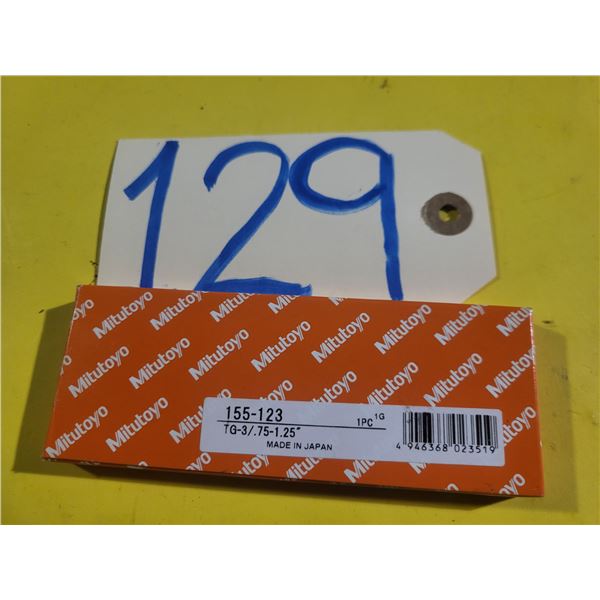 129
Mitutoyo
155-123
TG-3/.75-1.25"
1PC 1G
MADE IN JAPAN
4 946368 023519